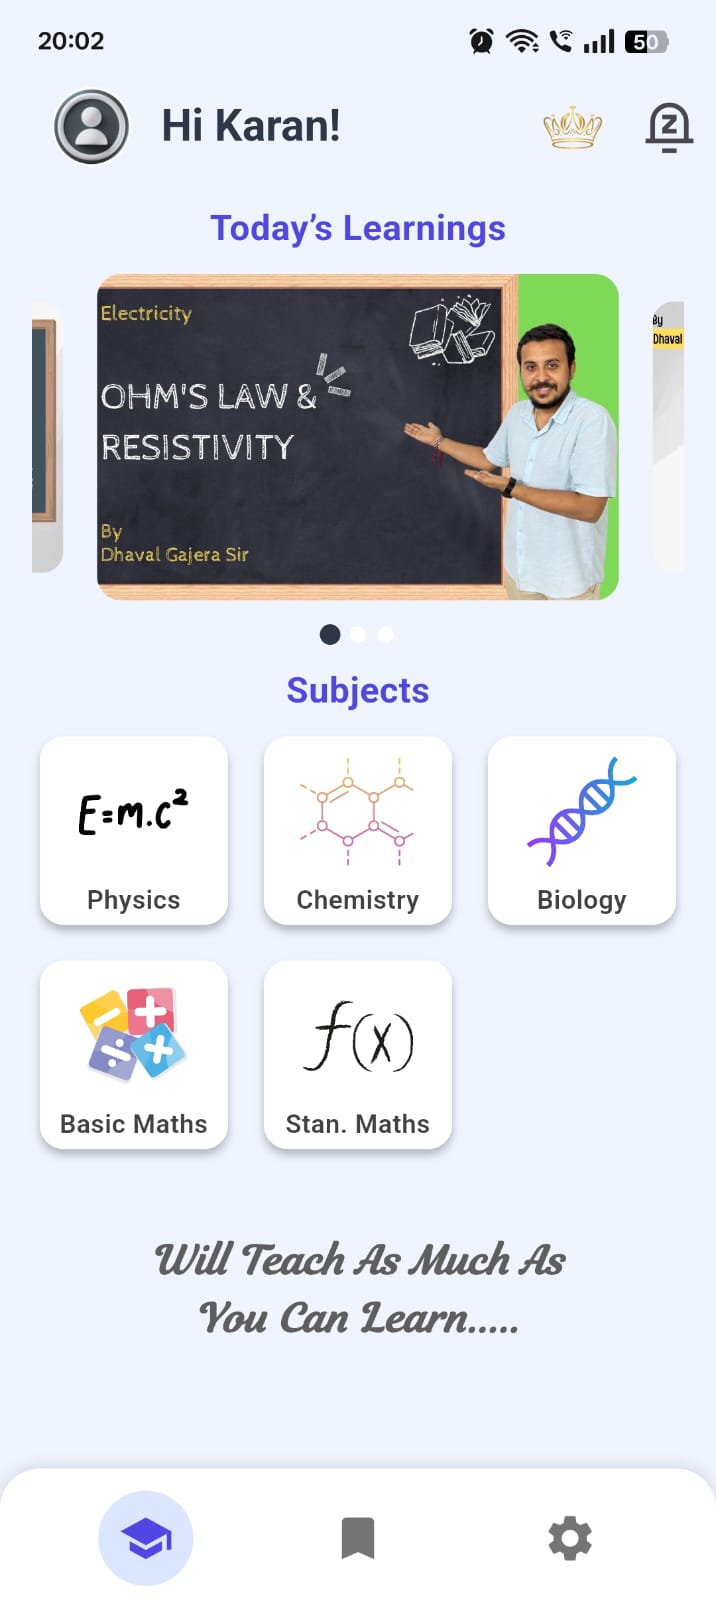 20:02
50
Hi Karan!
Z
Today’s Learnings
Electricity
OHM'S LAW &
RESISTIVITY
By
Dhaval Gajera Sir
By
Dhaval
Subjects
E=m.c²
Physics
Chemistry
Biology
Basic Maths
f(x)
Stan. Maths
Will Teach As Much As
You Can Learn.....